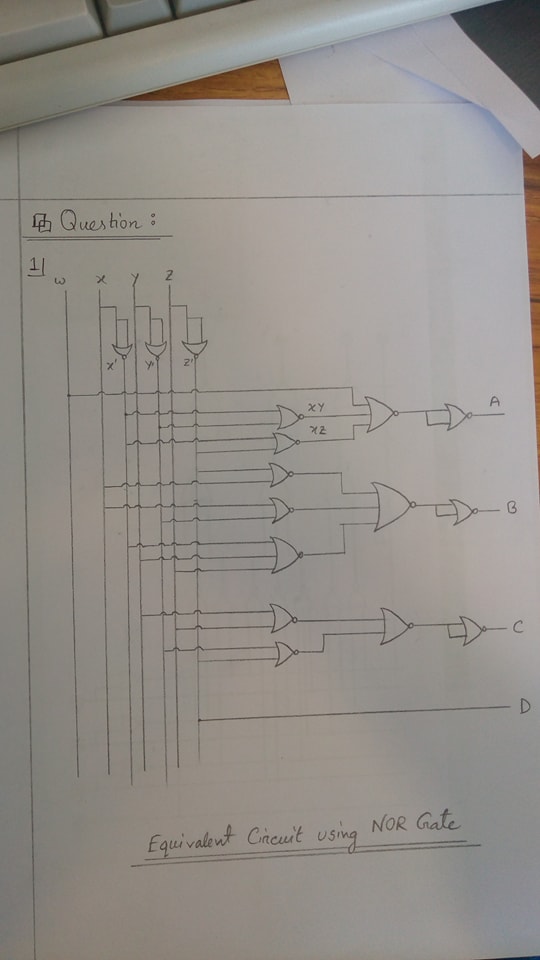 Question :
1)
w x y z
x' y' z'
xy
A
xz
B
C
D
Equivalent Circuit using NOR Gate